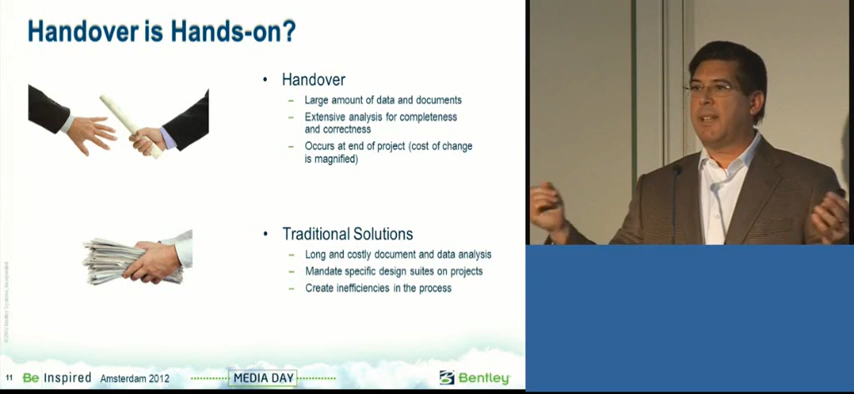 Handover is Hands-on?
• Handover
– Large amount of data and documents
– Extensive analysis for completeness
and correctness
– Occurs at end of project (cost of change
is magnified)
• Traditional Solutions
– Long and costly document and data analysis
– Mandate specific design suites on projects
– Create inefficiencies in the process
11 Be Inspired Amsterdam 2012 MEDIA DAY Bentley